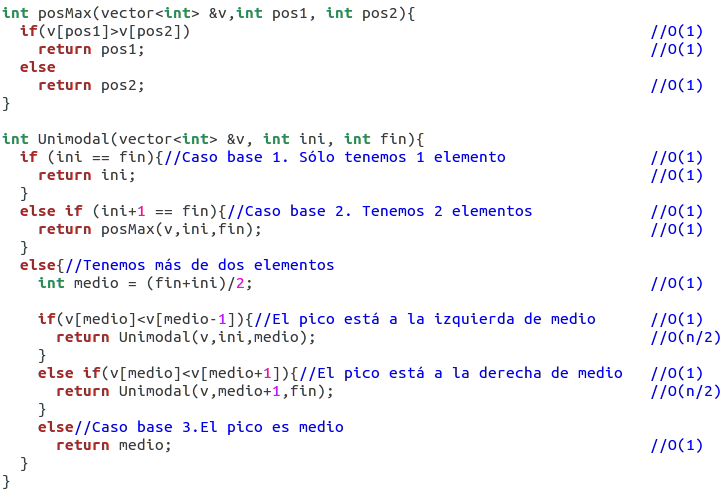 int posMax(vector<int> &v,int pos1, int pos2){
  if(v[pos1]>v[pos2]) //O(1)
    return pos1; //O(1)
  else
    return pos2; //O(1)
}

int Unimodal(vector<int> &v, int ini, int fin){
  if (ini == fin){//Caso base 1. Sólo tenemos 1 elemento //O(1)
    return ini; //O(1)
  }
  else if (ini+1 == fin){//Caso base 2. Tenemos 2 elementos //O(1)
    return posMax(v,ini,fin); //O(1)
  }
  else{//Tenemos más de dos elementos
    int medio = (fin+ini)/2; //O(1)

    if(v[medio]<v[medio-1]){//El pico está a la izquierda de medio //O(1)
      return Unimodal(v,ini,medio); //O(n/2)
    }
    else if(v[medio]<v[medio+1]){//El pico está a la derecha de medio //O(1)
      return Unimodal(v,medio+1,fin); //O(n/2)
    }
    else//Caso base 3.El pico es medio
      return medio; //O(1)
  }
}